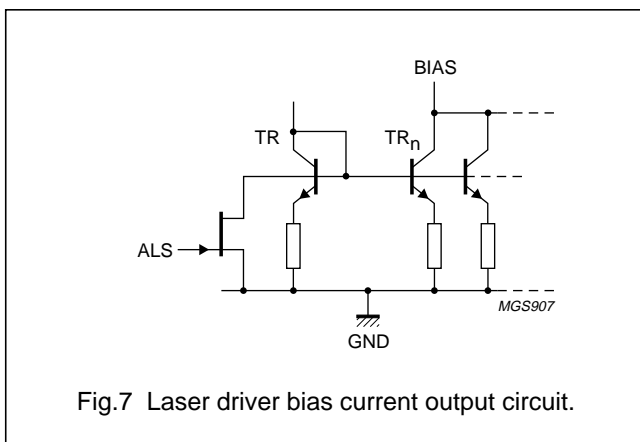 BIAS
TR
TRn
ALS
MGS907
GND
Fig.7 Laser driver bias current output circuit.